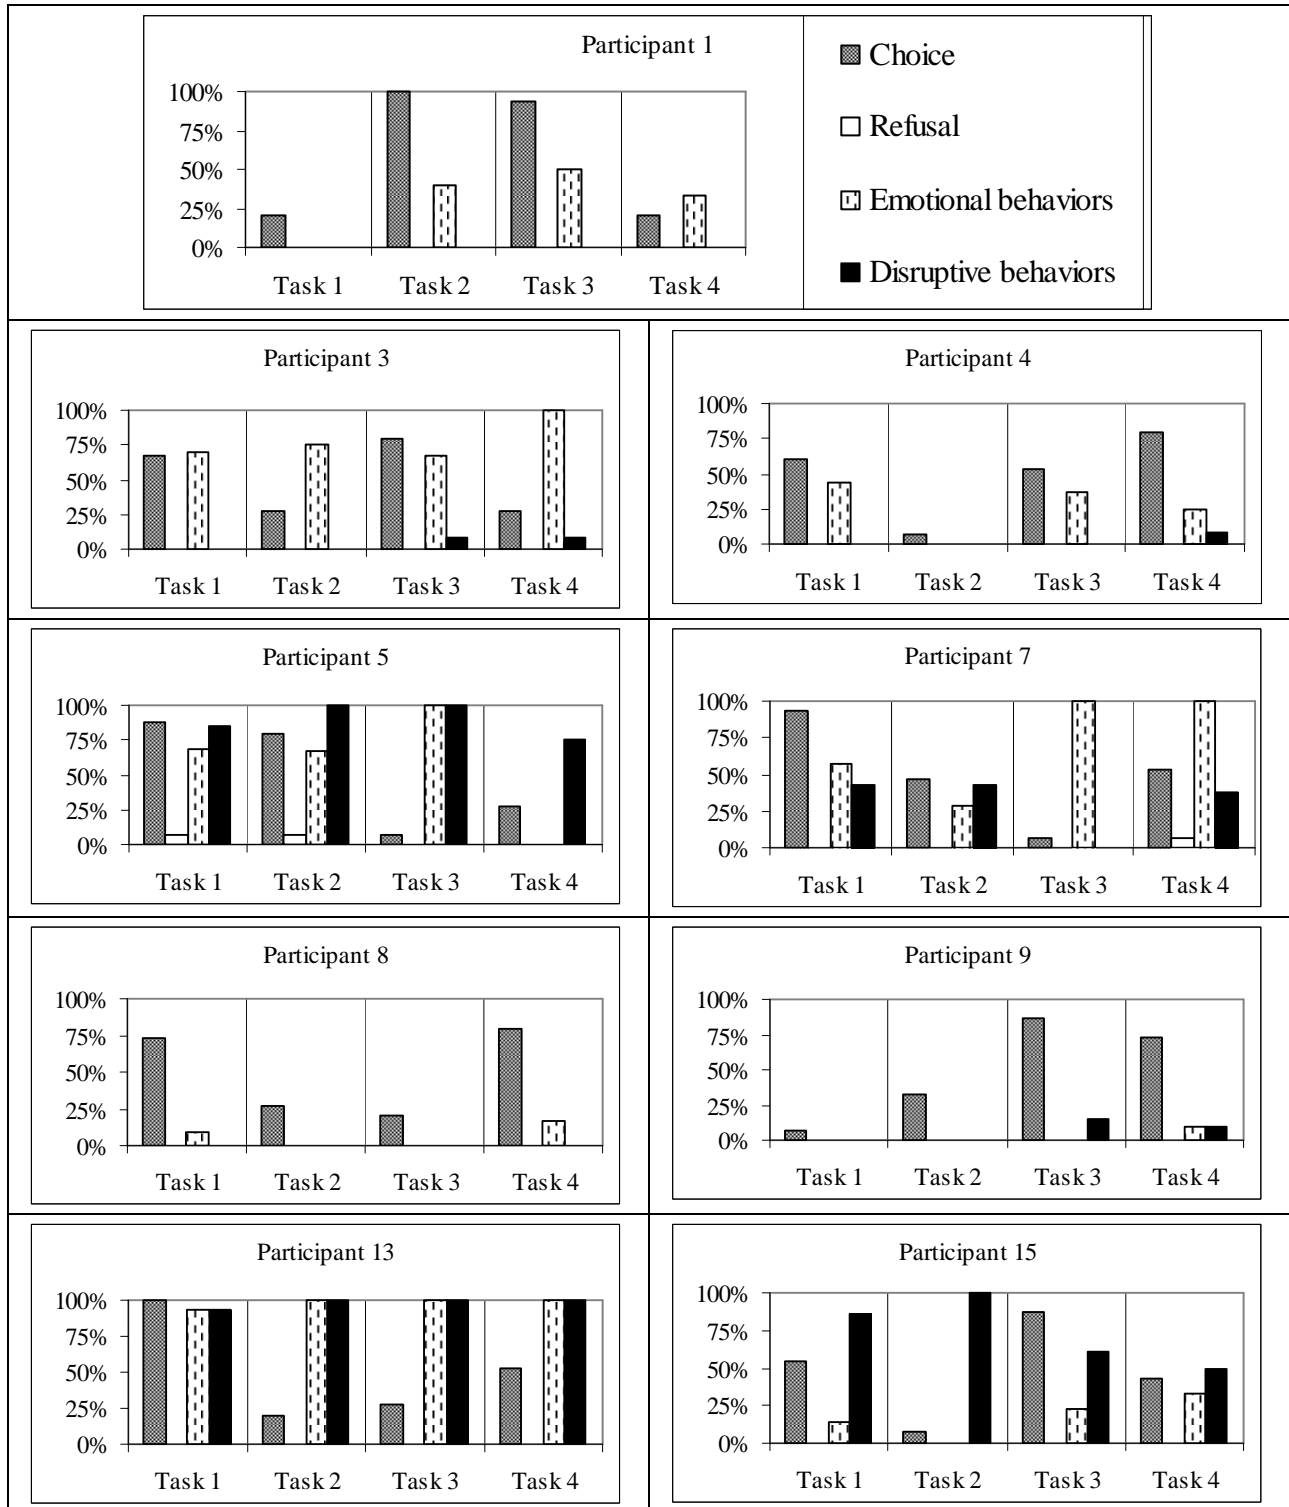 Participant 1
100%
75%
50%
25%
0%
Task 1 Task 2 Task 3 Task 4
Choice
Refusal
Emotional behaviors
Disruptive behaviors
Participant 3
100%
75%
50%
25%
0%
Task 1 Task 2 Task 3 Task 4
Participant 4
100%
75%
50%
25%
0%
Task 1 Task 2 Task 3 Task 4
Participant 5
100%
75%
50%
25%
0%
Task 1 Task 2 Task 3 Task 4
Participant 7
100%
75%
50%
25%
0%
Task 1 Task 2 Task 3 Task 4
Participant 8
100%
75%
50%
25%
0%
Task 1 Task 2 Task 3 Task 4
Participant 9
100%
75%
50%
25%
0%
Task 1 Task 2 Task 3 Task 4
Participant 13
100%
75%
50%
25%
0%
Task 1 Task 2 Task 3 Task 4
Participant 15
100%
75%
50%
25%
0%
Task 1 Task 2 Task 3 Task 4